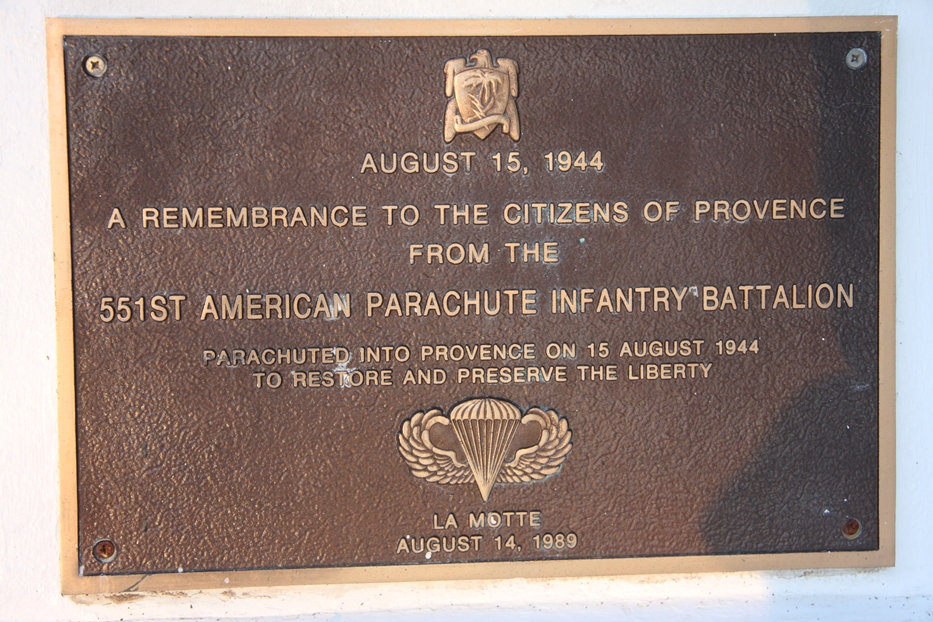 AUGUST 15, 1944
A REMEMBRANCE TO THE CITIZENS OF PROVENCE
FROM THE
551ST AMERICAN PARACHUTE INFANTRY BATTALION
PARACHUTED INTO PROVENCE ON 15 AUGUST 1944
TO RESTORE AND PRESERVE THE LIBERTY
LA MOTTE
AUGUST 14, 1989